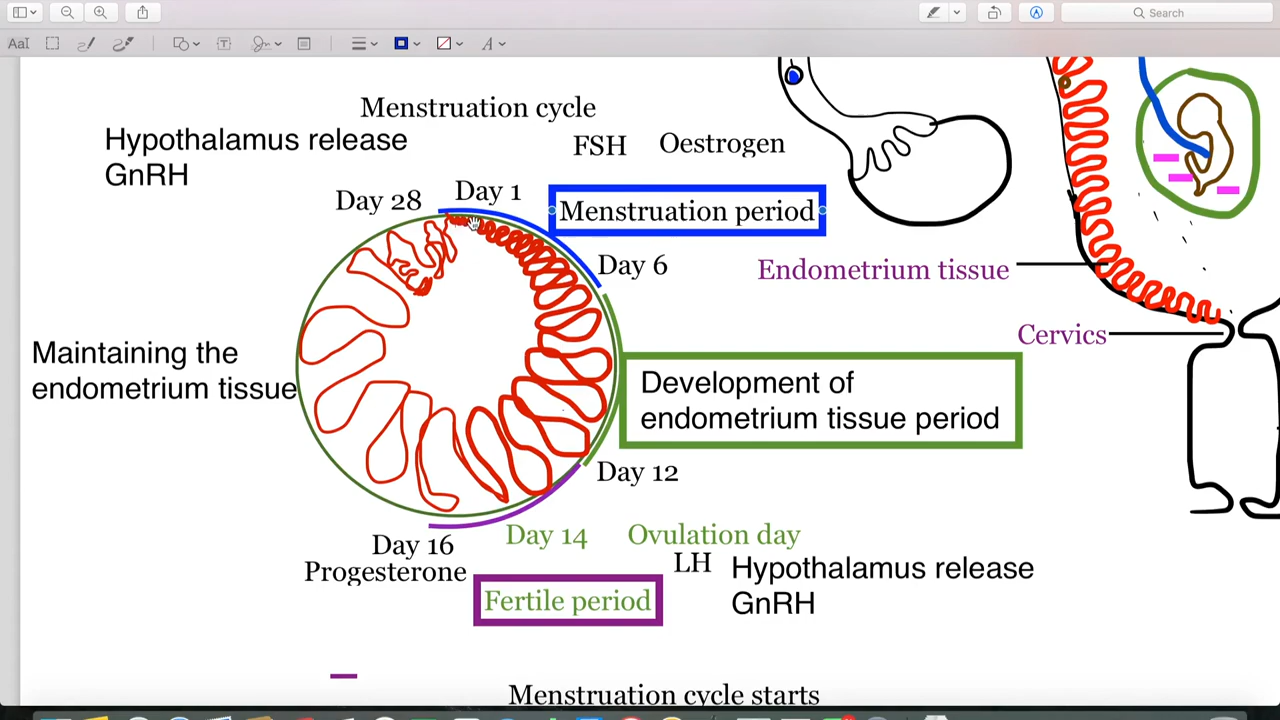 Search
AaI
T
A
Menstruation cycle
Hypothalamus release
GnRH
FSH
Oestrogen
Day 28
Day 1
Menstruation period
Day 6
Endometrium tissue
Cervics
Maintaining the
endometrium tissue
Development of
endometrium tissue period
Day 12
Day 14
Ovulation day
Day 16
Progesterone
LH
Hypothalamus release
GnRH
Fertile period
Menstruation cycle starts